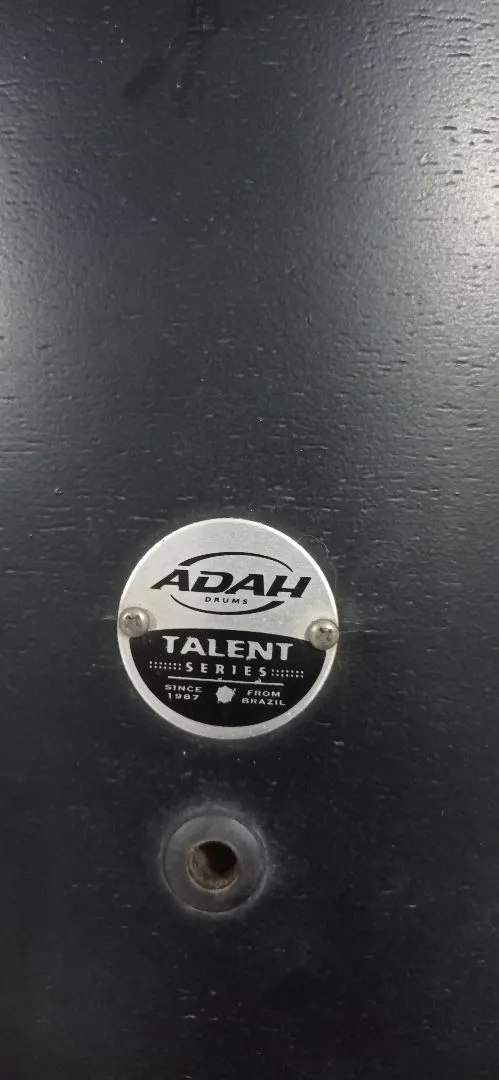 ADAH
DRUMS
TALENT
SERIES
SINCE
1987
FROM
BRAZIL